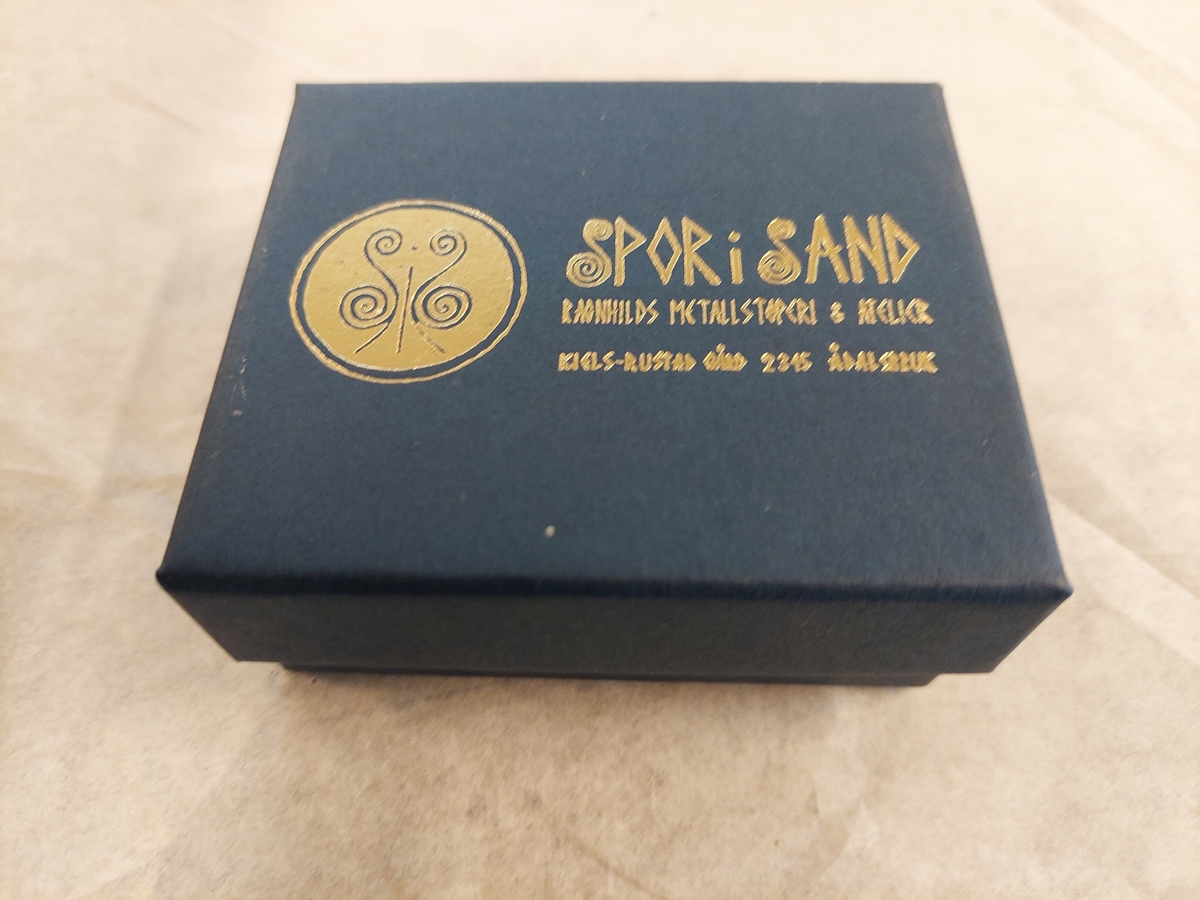 SPOR i SAND
RAGNHILDS METALLSTØPERI & ATELIER
KJELS-RUSTAD GÅRD 2345 ÅDALSBRUK